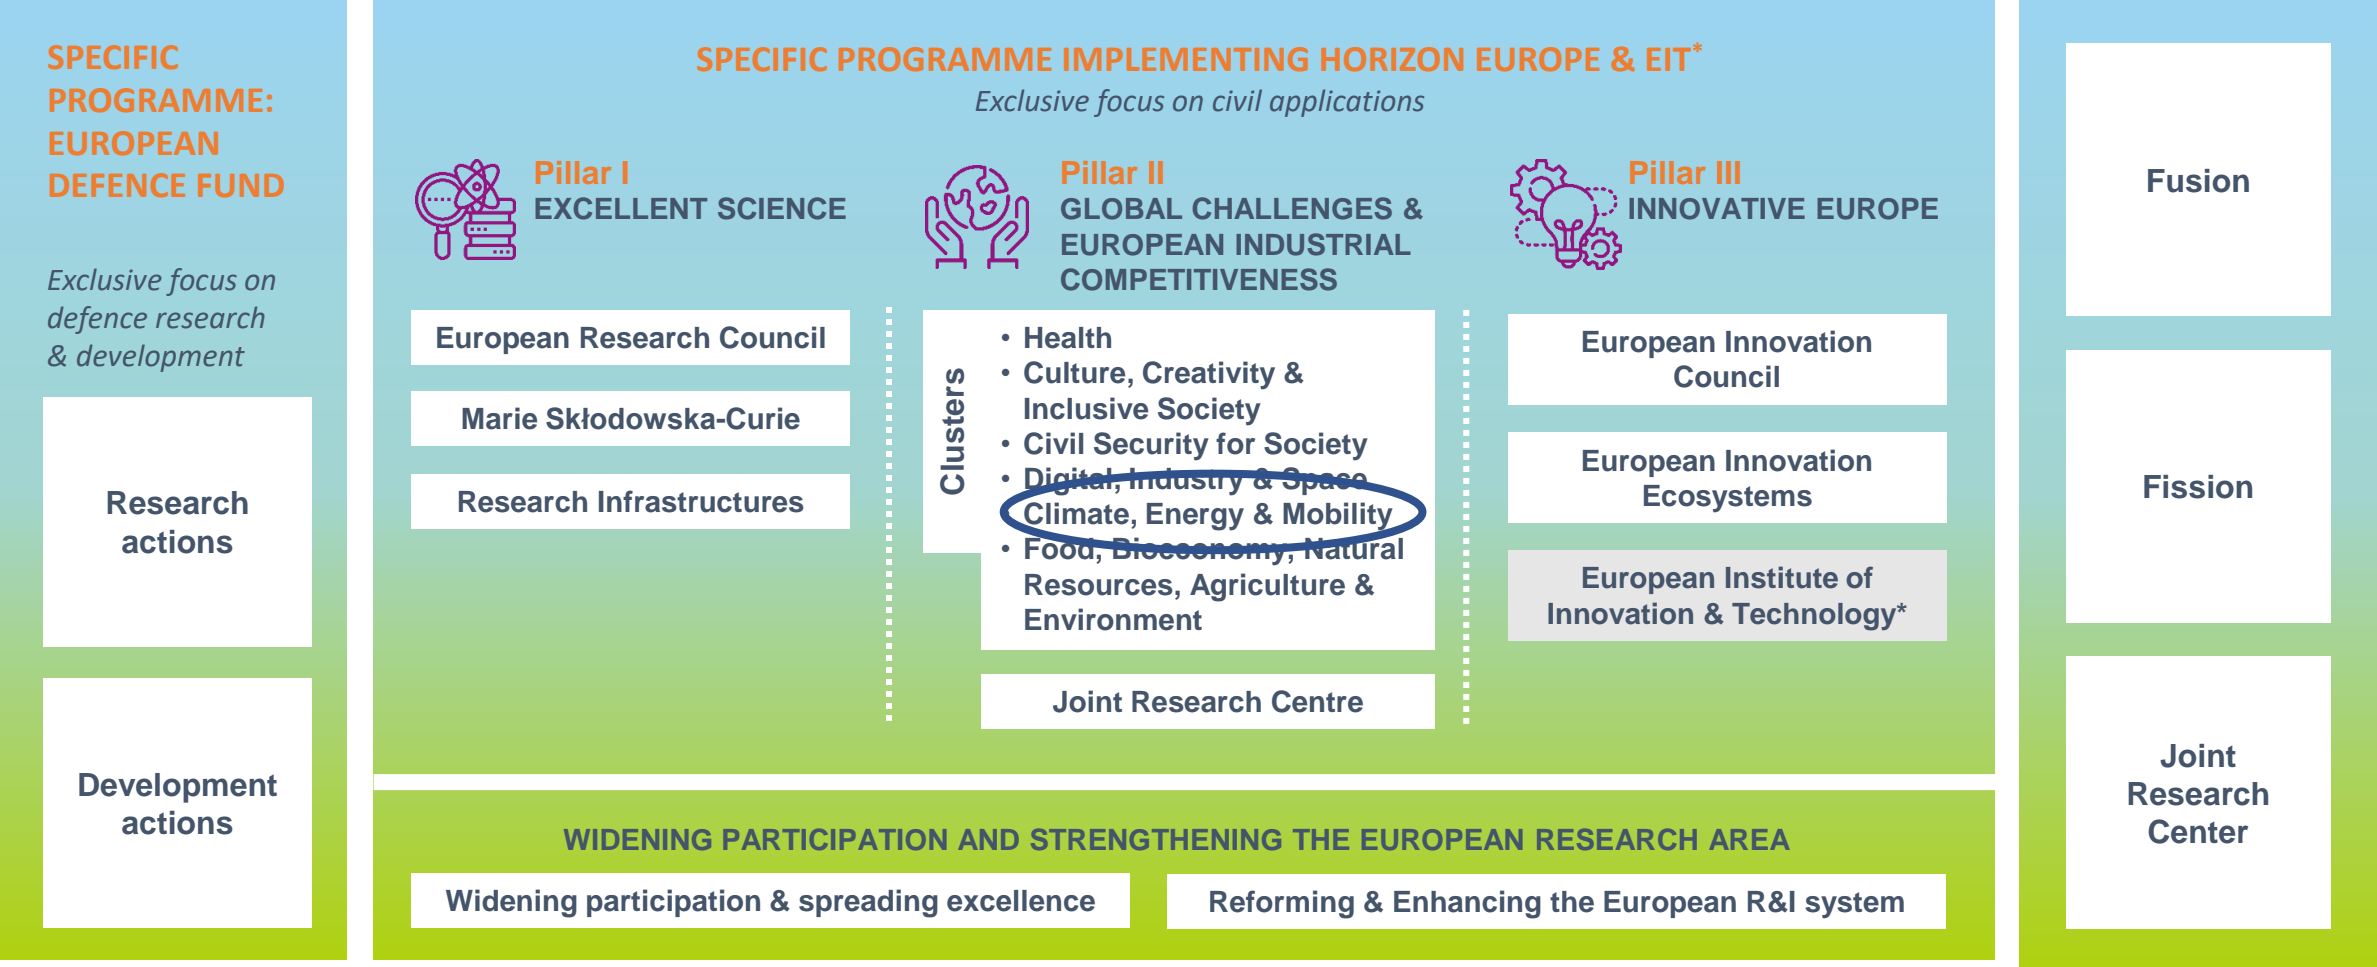 SPECIFIC
PROGRAMME:
EUROPEAN
DEFENCE FUND
Exclusive focus on
defence research
& development
Research
actions
Development
actions
SPECIFIC PROGRAMME IMPLEMENTING HORIZON EUROPE & EIT*
Exclusive focus on civil applications
Pillar I
EXCELLENT SCIENCE
European Research Council
Marie Skłodowska-Curie
Research Infrastructures
Pillar II
GLOBAL CHALLENGES &
EUROPEAN INDUSTRIAL
COMPETITIVENESS
Clusters
• Health
• Culture, Creativity &
Inclusive Society
• Civil Security for Society
• Digital, Industry & Space
• Climate, Energy & Mobility
• Food, Bioeconomy, Natural
Resources, Agriculture &
Environment
Joint Research Centre
Pillar III
INNOVATIVE EUROPE
European Innovation
Council
European Innovation
Ecosystems
European Institute of
Innovation & Technology*
WIDENING PARTICIPATION AND STRENGTHENING THE EUROPEAN RESEARCH AREA
Widening participation & spreading excellence
Reforming & Enhancing the European R&I system
Fusion
Fission
Joint
Research
Center